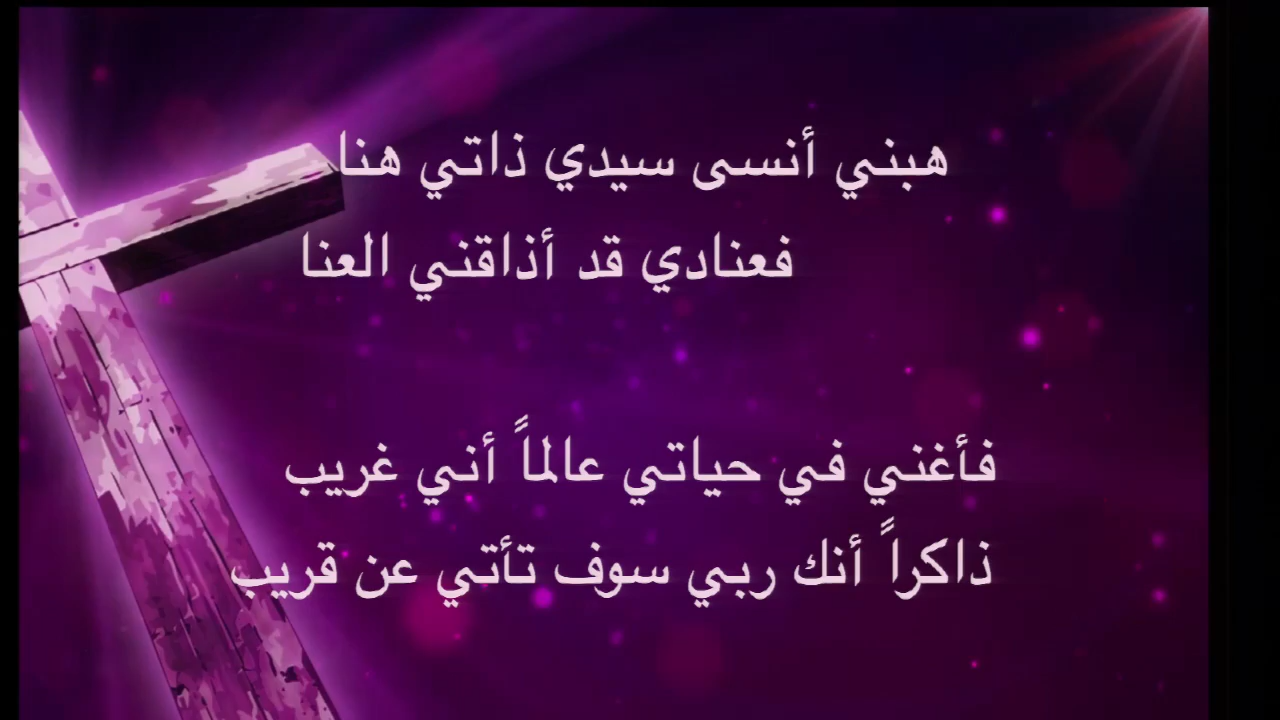 هبني أنسى سيدي ذاتي هنا
فعنادي قد أذاقني العنا
فأغني في حياتي عالماً أني غريب
ذاكراً أنك ربي سوف تأتي عن قريب